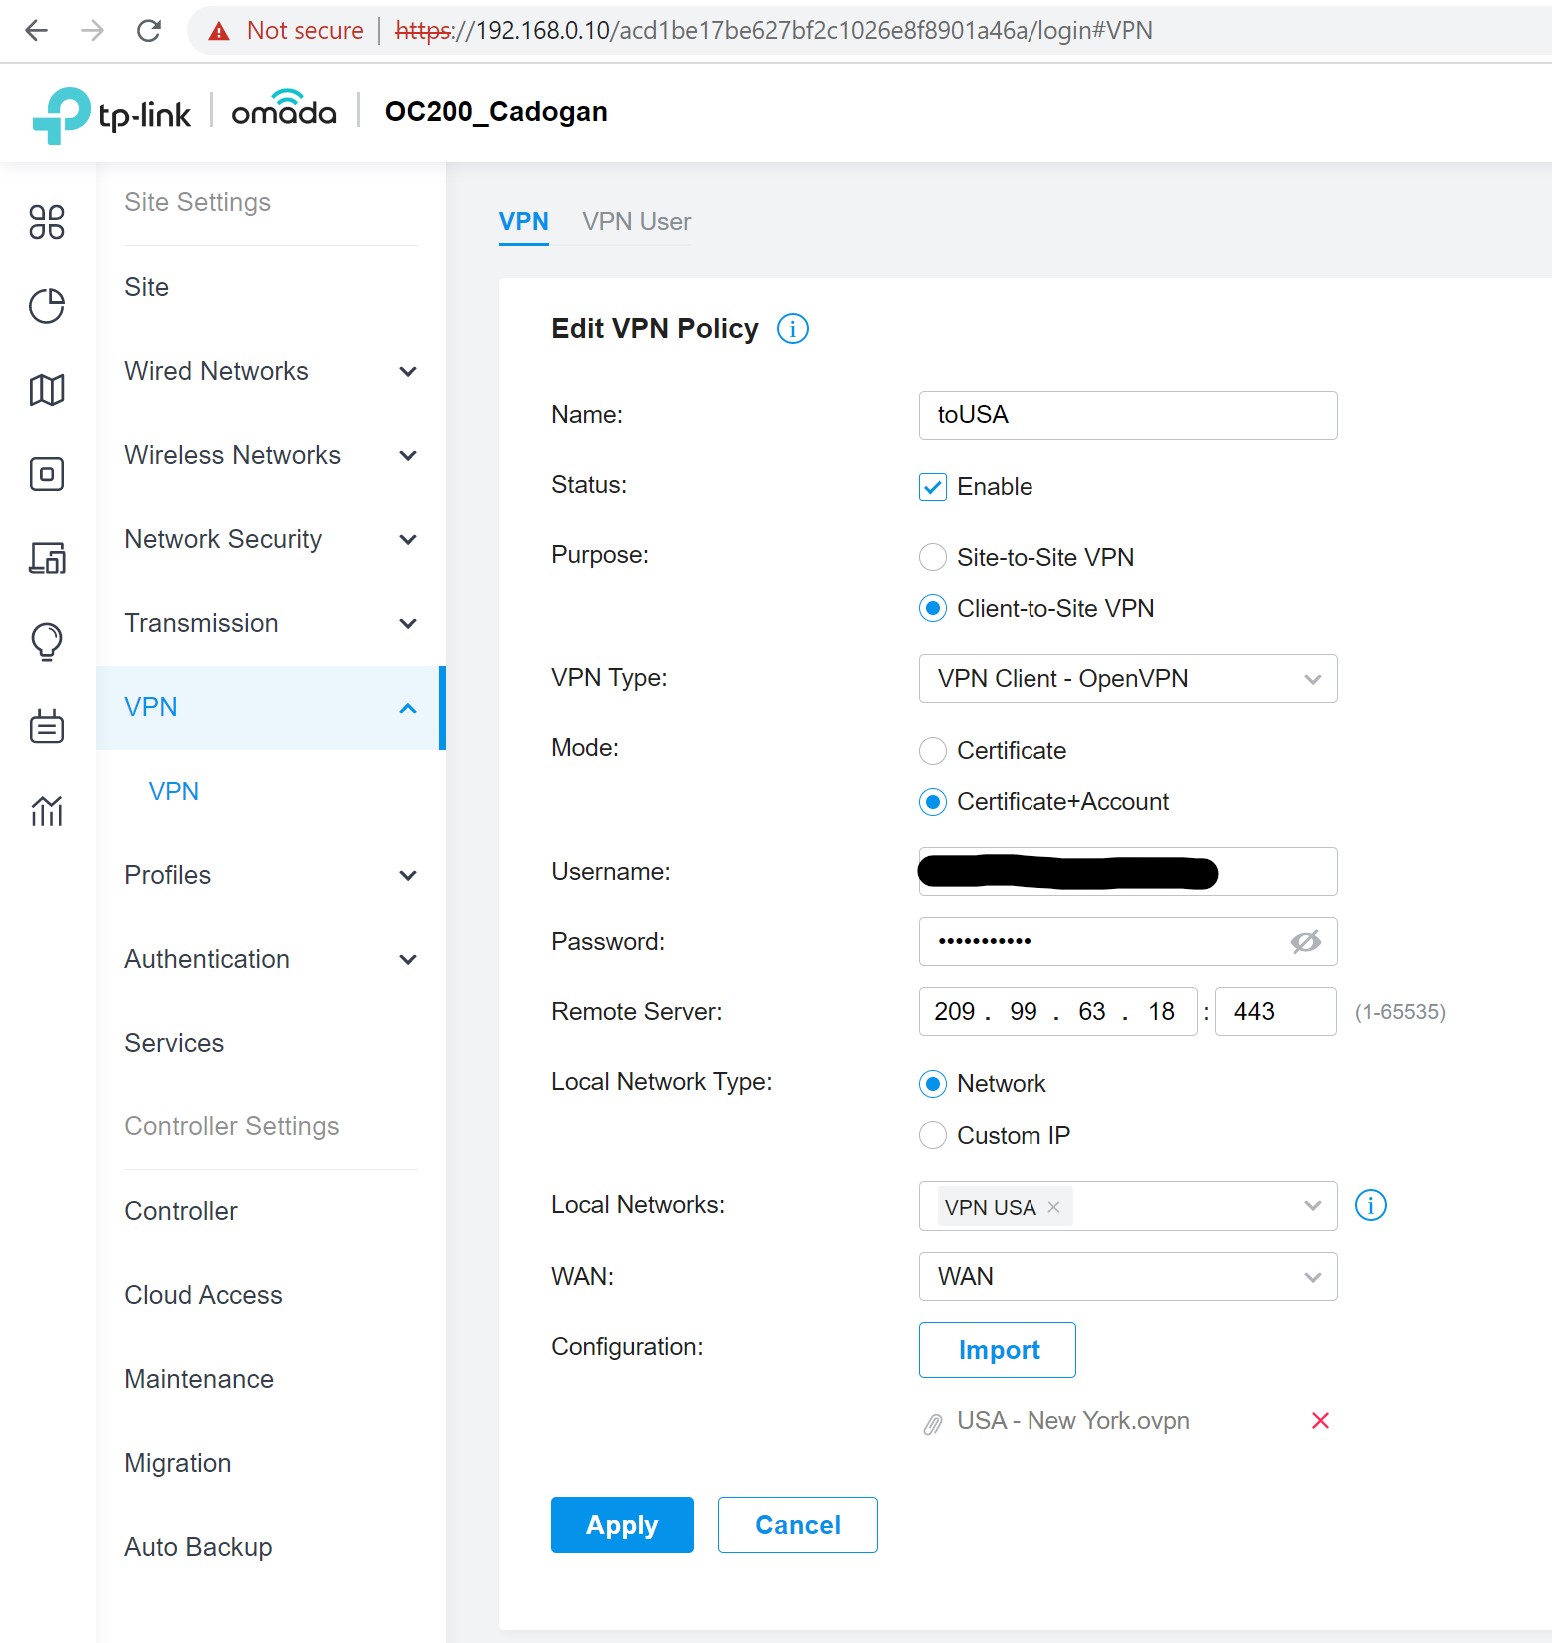 Not secure | https://192.168.0.10/acd1be17be627bf2c1026e8f8901a46a/login#VPN
tp-link | omada | OC200_Cadogan
Site Settings
Site
Wired Networks
Wireless Networks
Network Security
Transmission
VPN
VPN
Profiles
Authentication
Services
Controller Settings
Controller
Cloud Access
Maintenance
Migration
Auto Backup
VPN VPN User
Edit VPN Policy
Name: toUSA
Status: Enable
Purpose: Site-to-Site VPN
Client-to-Site VPN
VPN Type: VPN Client - OpenVPN
Mode: Certificate
Certificate+Account
Username:
Password: •••••••••••
Remote Server: 209 . 99 . 63 . 18 : 443 (1-65535)
Local Network Type: Network
Custom IP
Local Networks: VPN USA ×
WAN: WAN
Configuration: Import
USA - New York.ovpn
Apply Cancel